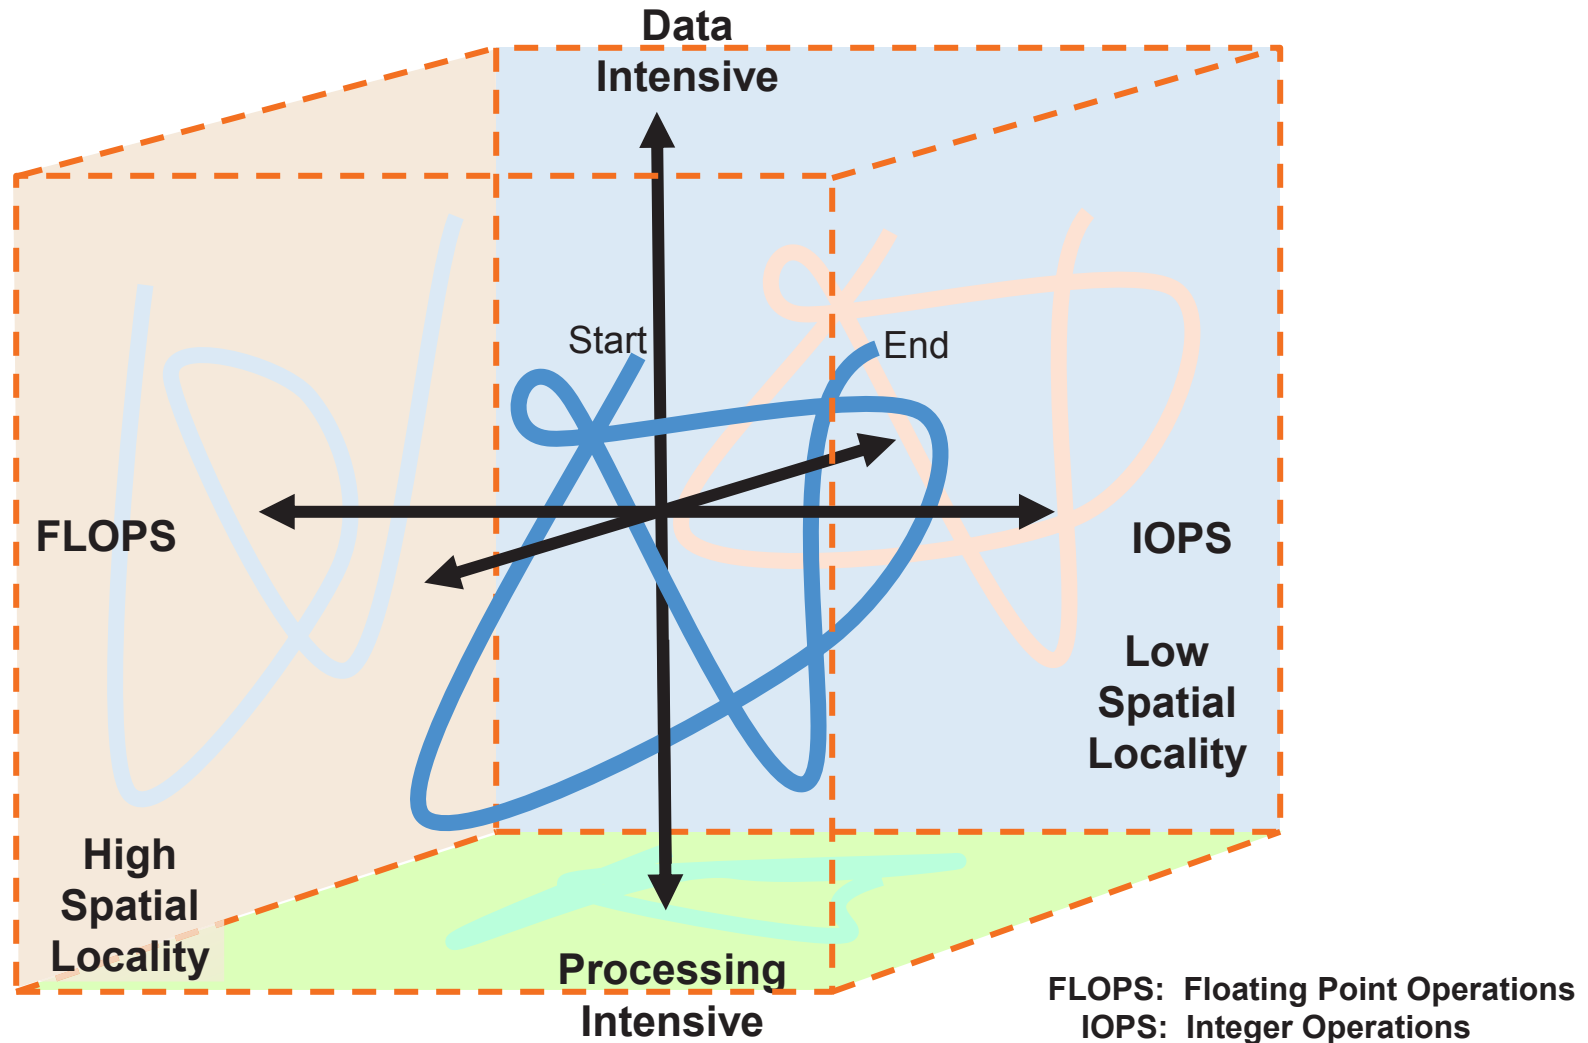 Data
Intensive
Start
End
FLOPS
IOPS
Low
Spatial
Locality
High
Spatial
Locality
Processing
Intensive
FLOPS: Floating Point Operations
IOPS: Integer Operations